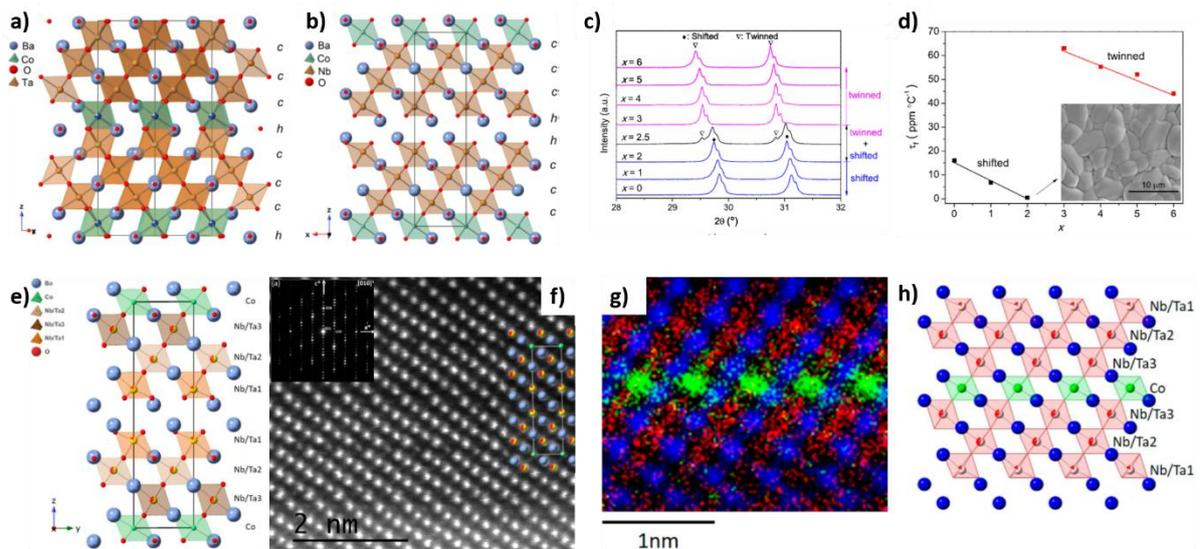 a)
Ba
Co
O
Ta
c
c
c
h
c
c
c
h
z
x
b)
Ba
Co
Nb
O
c
c
c
h
h
c
c
c
z
x
c)
♦: Shifted ▽: Twinned
x = 6
x = 5
x = 4
x = 3
x = 2.5
x = 2
x = 1
x = 0
twinned
twinned
+
shifted
shifted
Intensity (a.u.)
28 29 30 31 32
2θ (°)
d)
70
60
50
40
30
20
10
0
τf (ppm °C⁻¹)
twinned
shifted
10 μm
0 1 2 3 4 5 6
x
e)
Ba
Co
Nb/Ta2
Nb/Ta3
Nb/Ta1
O
Co
Nb/Ta3
Nb/Ta2
Nb/Ta1
Nb/Ta1
Nb/Ta2
Nb/Ta3
Co
z
y
f)
(a)
c*
[010]
2 nm
g)
1nm
h)
Nb/Ta1
Nb/Ta2
Nb/Ta3
Co
Nb/Ta3
Nb/Ta2
Nb/Ta1